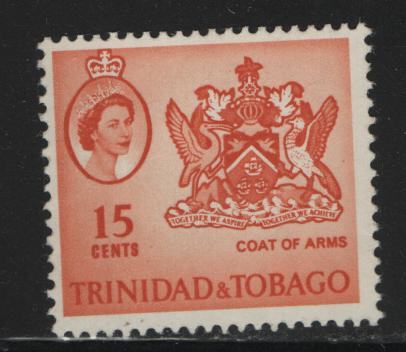 15
CENTS
TOGETHER WE ASPIRE TOGETHER WE ACHIEVE
COAT OF ARMS
TRINIDAD & TOBAGO